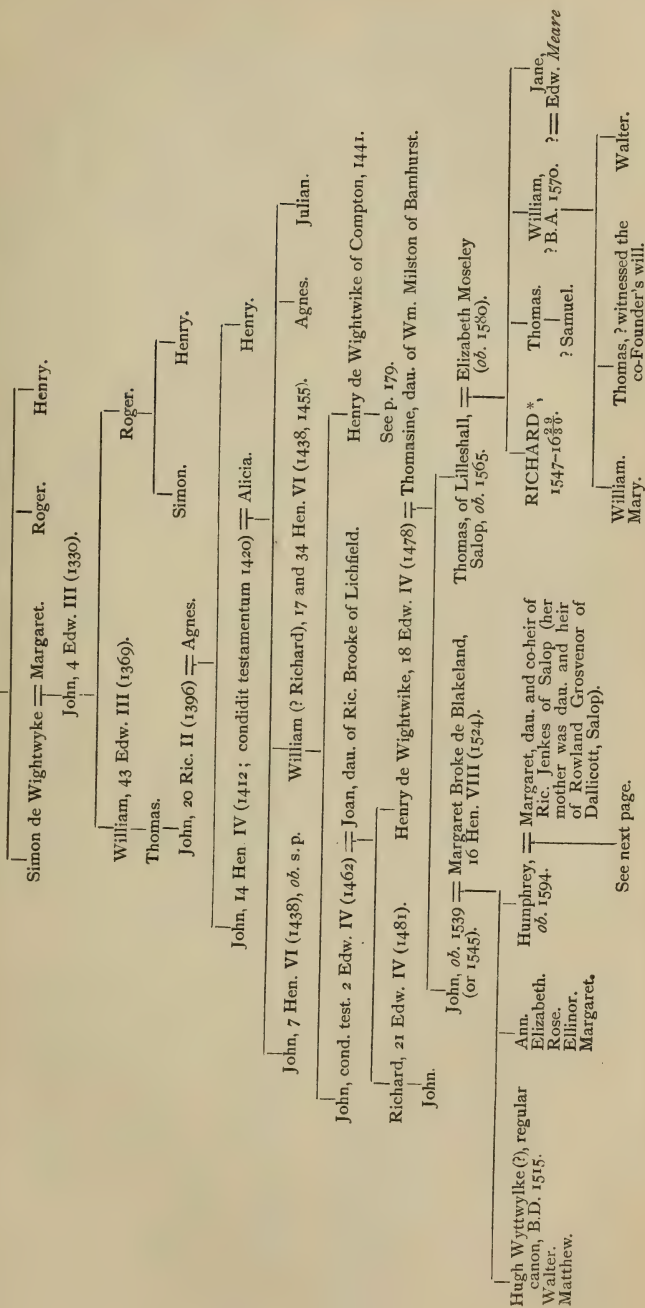 Simon de Wightwyke = Margaret. Roger. Henry.
John, 4 Edw. III (1330).
William, 43 Edw. III (1369). Roger.
Thomas. Simon. Henry.
John, 20 Ric. II (1396) = Agnes.
John, 14 Hen IV (1412; condidit testamentum 1420) = Alicia. Henry.
John, 7 Hen. VI (1438), ob. s.p. William (? Richard), 17 and 34 Hen. VI (1438, 1455). Agnes. Julian.
John, cond. test. 2 Edw. IV (1462) = Joan, dau. of Ric. Brooke of Lichfield. Henry de Wightwike of Compton, 1441.
See p. 179.
Richard, 21 Edw. IV (1481). Henry de Wightwike, 18 Edw. IV (1478) = Thomasine, dau. of Wm. Milston of Bamhurst.
John.
John, ob. 1539 = Margaret Broke de Blakeland, Thomas, of Lilleshall, = Elizabeth Moseley
(or 1545). 16 Hen. VIII (1524). Salop, ob. 1565. (ob. 1580).
Hugh Wyttwylke (?), regular
canon, B.D. 1515.
Walter.
Matthew.
Ann.
Elizabeth.
Rose.
Ellinor.
Margaret.
Humphrey, = Margaret, dau. and co-heir of
ob. 1594. Ric. Jenkes of Salop (her
mother was dau. and heir
of Rowland Grosvenor of
Dallicott, Salop).
See next page.
RICHARD*, Thomas. William, Jane,
1547–16 29/30. ? Samuel. ? B.A. 1570. ? = Edw. Meare
William. Thomas, ? witnessed the Walter.
Mary. co-Founder's will.